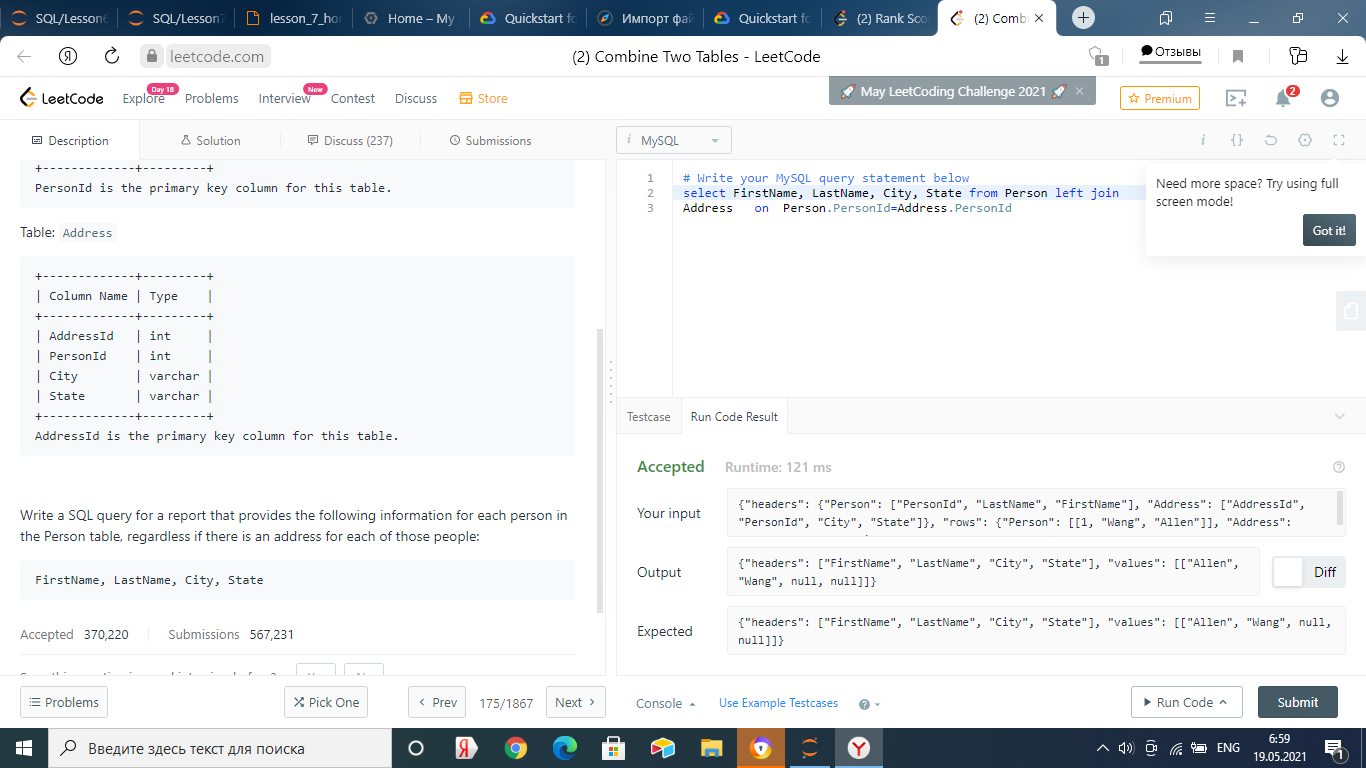 SQL/Lesson6
SQL/Lesson7
lesson_7_hor
Home – My
Quickstart fo
Импорт фай
Quickstart fo
(2) Rank Sco
(2) Combi
leetcode.com
(2) Combine Two Tables - LeetCode
1
Отзывы
LeetCode
Explore
Day 18
Problems
Interview
New
Contest
Discuss
Store
🚀 May LeetCoding Challenge 2021 🚀
Premium
2
Description
Solution
Discuss (237)
Submissions
i MySQL
+-------------+---------+
PersonId is the primary key column for this table.
Table: Address
+-------------+---------+
| Column Name | Type    |
+-------------+---------+
| AddressId   | int     |
| PersonId    | int     |
| City        | varchar |
| State       | varchar |
+-------------+---------+
AddressId is the primary key column for this table.
Write a SQL query for a report that provides the following information for each person in
the Person table, regardless if there is an address for each of those people:
FirstName, LastName, City, State
Accepted 370,220
Submissions 567,231
1 # Write your MySQL query statement below
2 select FirstName, LastName, City, State from Person left join
3 Address   on  Person.PersonId=Address.PersonId
Need more space? Try using full
screen mode!
Got it!
Testcase
Run Code Result
Accepted
Runtime: 121 ms
Your input
{"headers": {"Person": ["PersonId", "LastName", "FirstName"], "Address": ["AddressId",
"PersonId", "City", "State"]}, "rows": {"Person": [[1, "Wang", "Allen"]], "Address":
Output
{"headers": ["FirstName", "LastName", "City", "State"], "values": [["Allen",
"Wang", null, null]]}
Diff
Expected
{"headers": ["FirstName", "LastName", "City", "State"], "values": [["Allen", "Wang", null,
null]]}
Problems
Pick One
Prev
175/1867
Next
Console
Use Example Testcases
Run Code
Submit
Введите здесь текст для поиска
ENG
6:59
19.05.2021
1